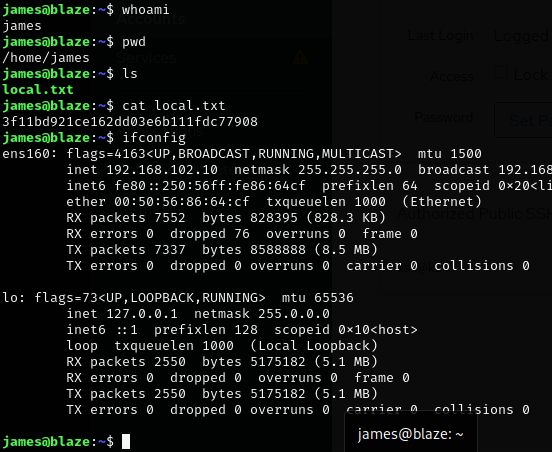 james@blaze:~$ whoami
james
james@blaze:~$ pwd
/home/james
james@blaze:~$ ls
local.txt
james@blaze:~$ cat local.txt
3f11bd921ce162dd03e6b111fdc77908
james@blaze:~$ ifconfig
ens160: flags=4163<UP,BROADCAST,RUNNING,MULTICAST>  mtu 1500
        inet 192.168.102.10  netmask 255.255.255.0  broadcast 192.168
        inet6 fe80::250:56ff:fe86:64cf  prefixlen 64  scopeid 0×20<li
        ether 00:50:56:86:64:cf  txqueuelen 1000  (Ethernet)
        RX packets 7552  bytes 828395 (828.3 KB)
        RX errors 0  dropped 76  overruns 0  frame 0
        TX packets 7337  bytes 8588888 (8.5 MB)
        TX errors 0  dropped 0 overruns 0  carrier 0  collisions 0
lo: flags=73<UP,LOOPBACK,RUNNING>  mtu 65536
        inet 127.0.0.1  netmask 255.0.0.0
        inet6 ::1  prefixlen 128  scopeid 0×10<host>
        loop  txqueuelen 1000  (Local Loopback)
        RX packets 2550  bytes 5175182 (5.1 MB)
        RX errors 0  dropped 0  overruns 0  frame 0
        TX packets 2550  bytes 5175182 (5.1 MB)
        TX errors 0  dropped 0 overruns 0  carrier 0  collisions 0
james@blaze:~$
james@blaze: ~
Accounts
Services
Last Login Logged
Access Lock
Password Set P
Authorized Public SS